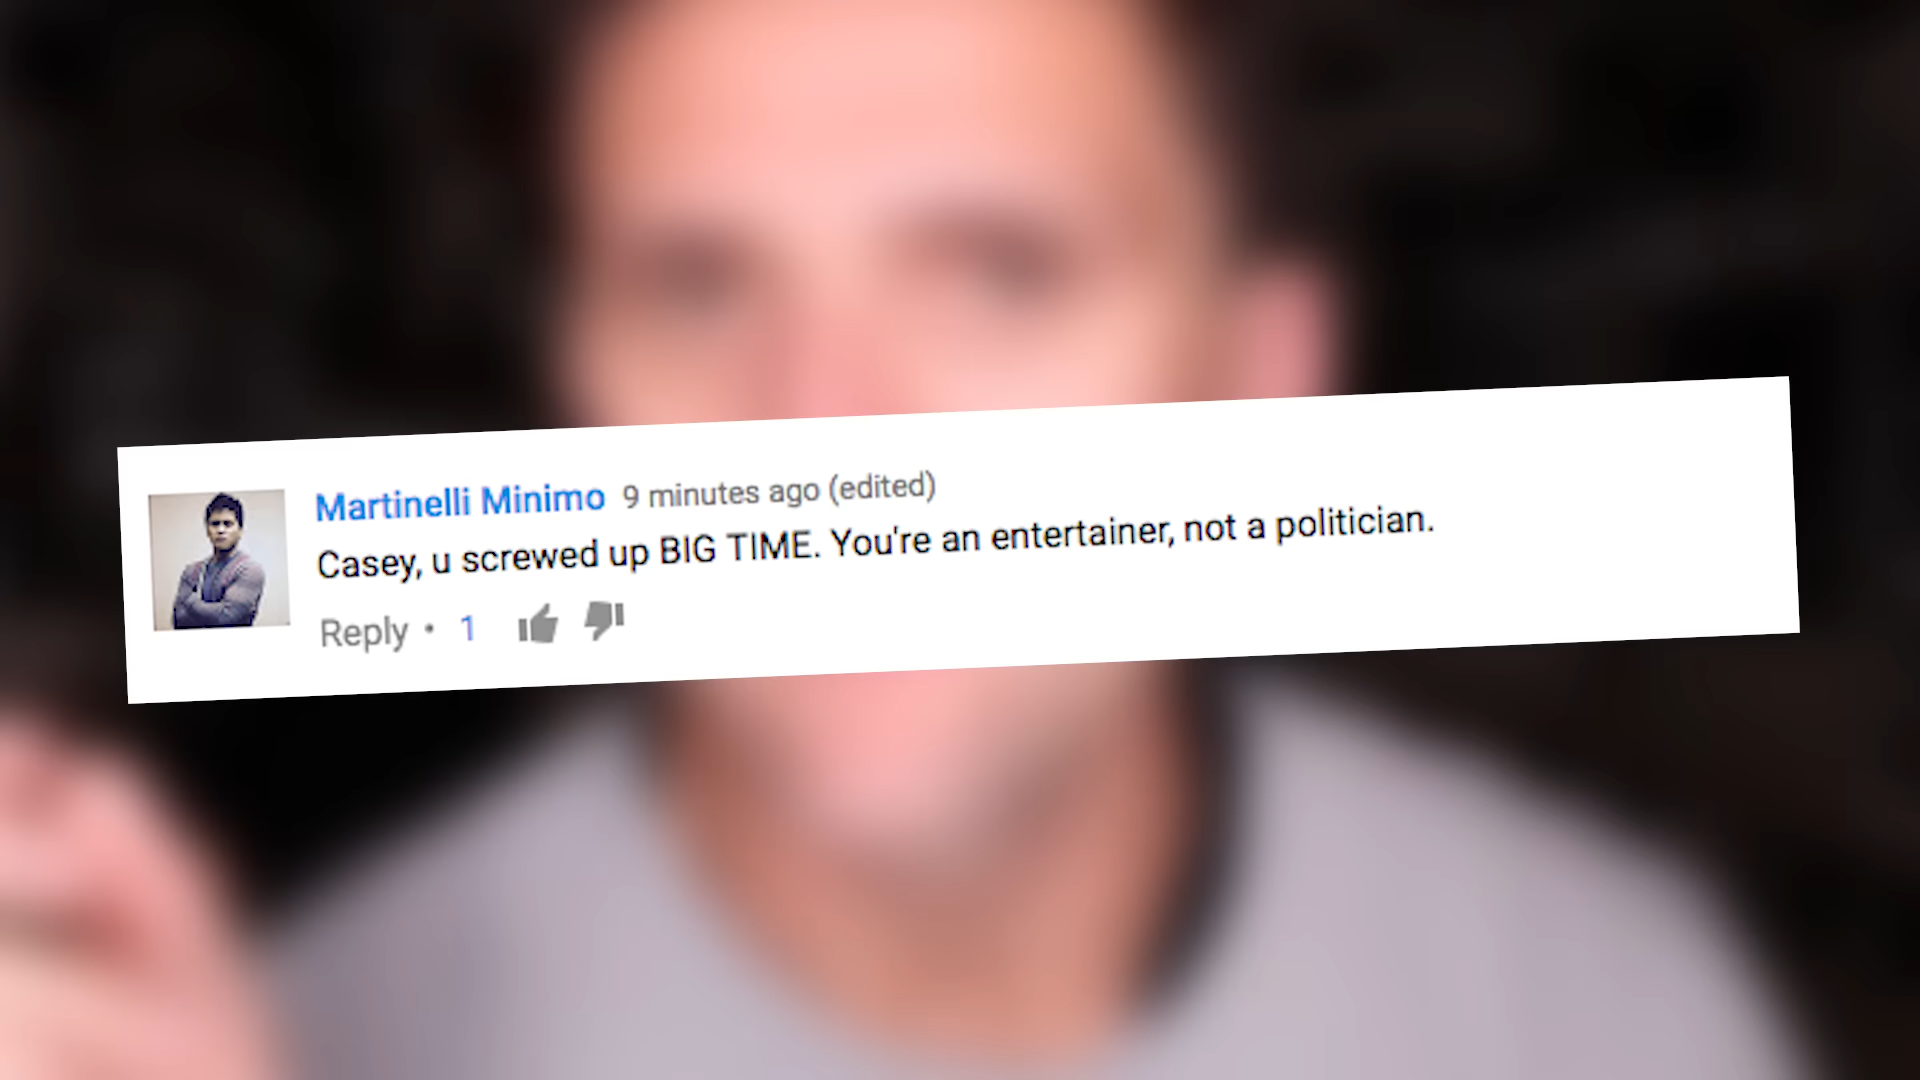 Martinelli Minimo 9 minutes ago (edited)
Casey, u screwed up BIG TIME. You're an entertainer, not a politician.
Reply • 1